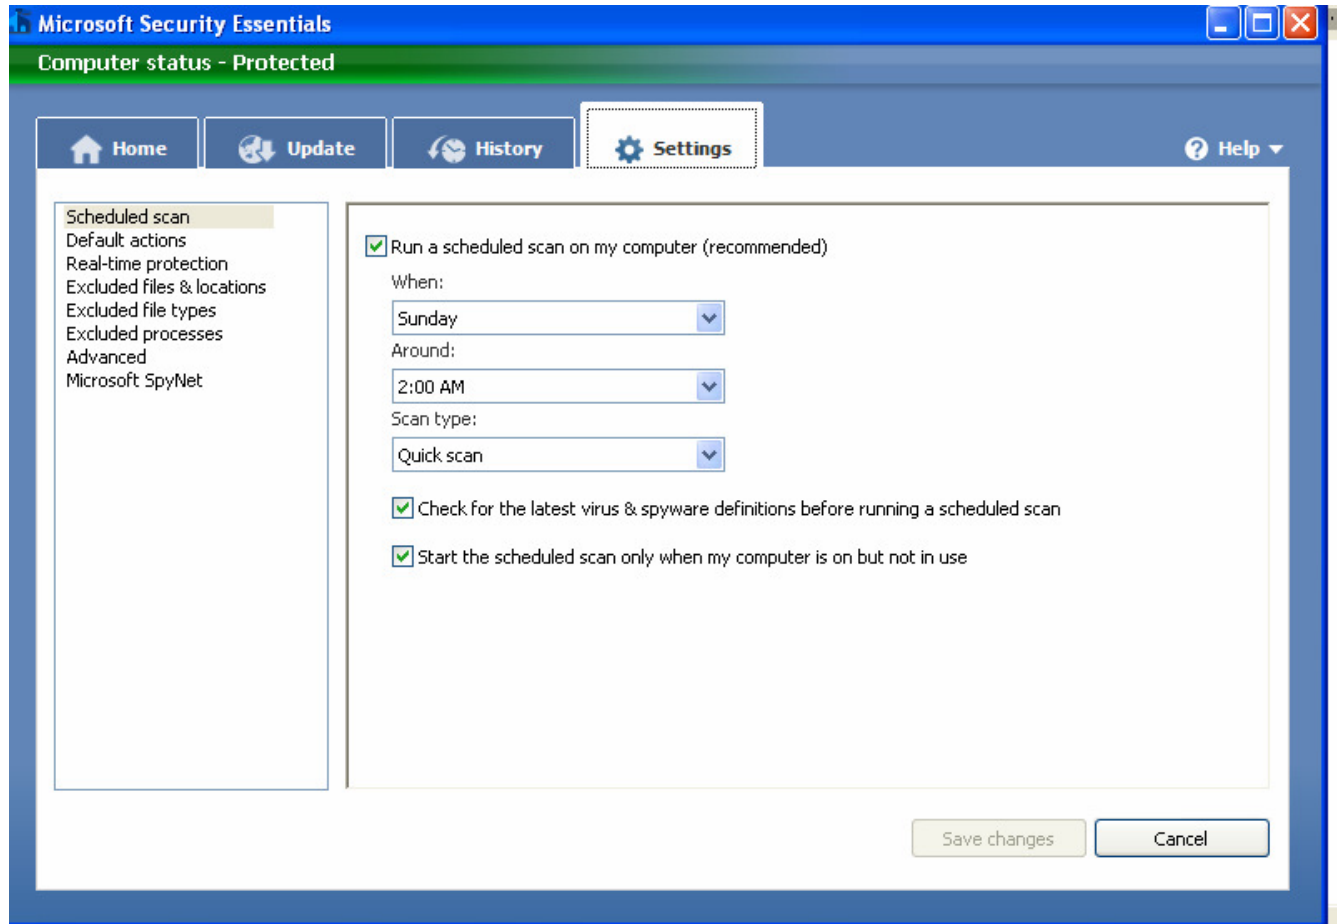 Microsoft Security Essentials
Computer status - Protected
Home
Update
History
Settings
Help
Scheduled scan
Default actions
Real-time protection
Excluded files & locations
Excluded file types
Excluded processes
Advanced
Microsoft SpyNet
Run a scheduled scan on my computer (recommended)
When:
Sunday
Around:
2:00 AM
Scan type:
Quick scan
Check for the latest virus & spyware definitions before running a scheduled scan
Start the scheduled scan only when my computer is on but not in use
Save changes
Cancel